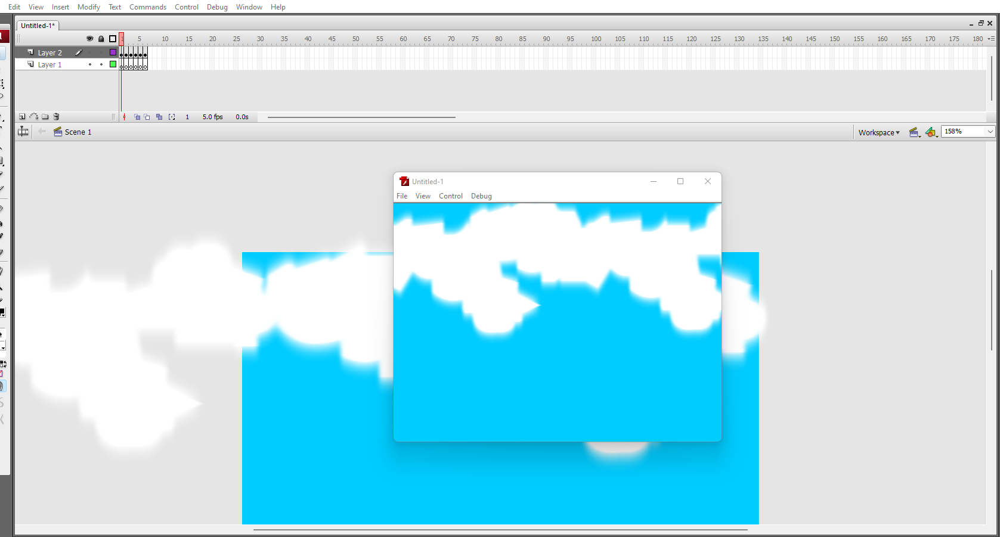 Edit View Insert Modify Text Commands Control Debug Window Help
Untitled-1*
1 5 10 15 20 25 30 35 40 45 50 55 60 65 70 75 80 85 90 95 100 105 110 115 120 125 130 135 140 145 150 155 160 165 170 175 180
Layer 2
Layer 1
1 5.0 fps 0.0s
Scene 1 Workspace 158%
Untitled-1
File View Control Debug